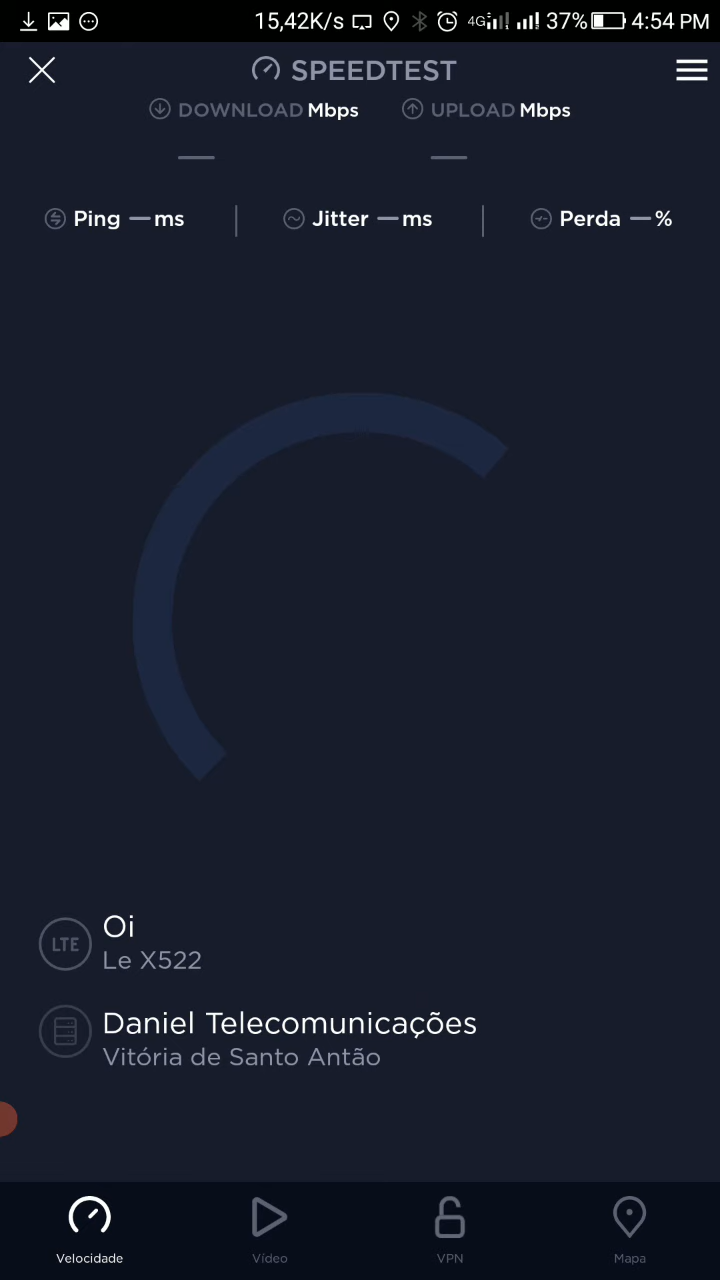 15,42K/s 4G 37% 4:54 PM
SPEEDTEST
DOWNLOAD Mbps UPLOAD Mbps
— —
Ping — ms Jitter — ms Perda — %
Oi
LTE
Le X522
Daniel Telecomunicações
Vitória de Santo Antão
Velocidade Vídeo VPN Mapa